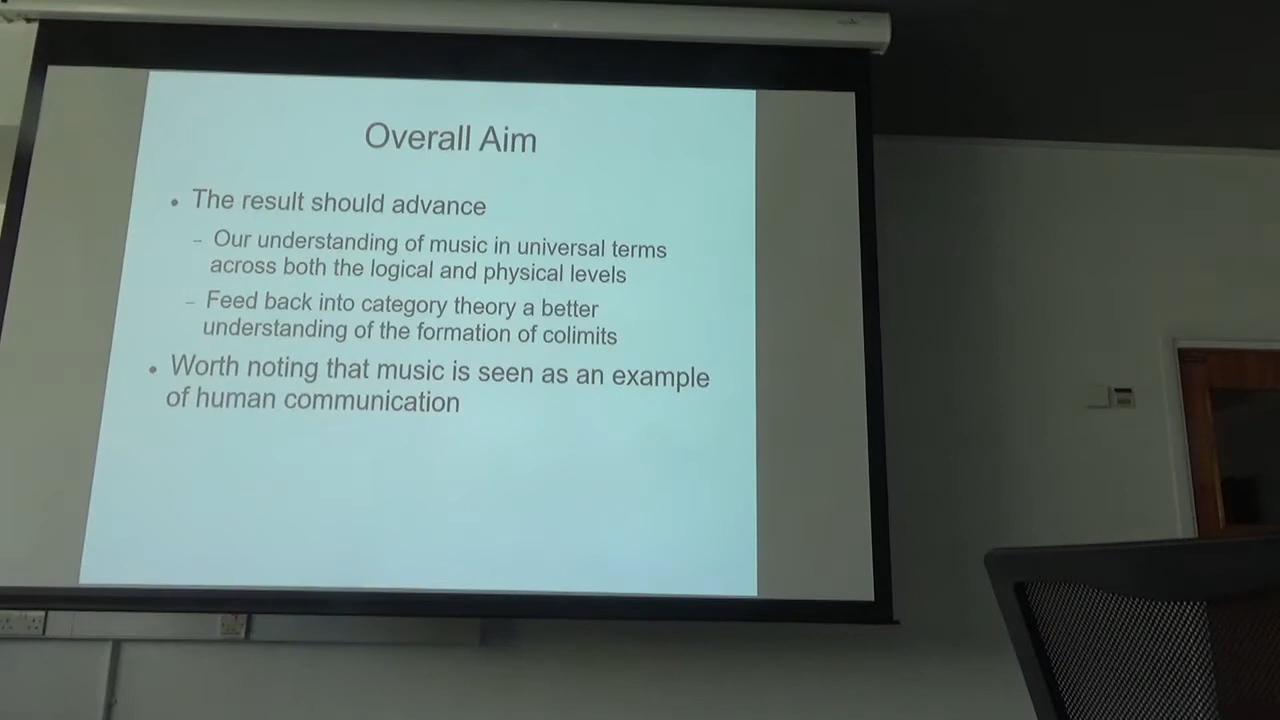 Overall Aim
• The result should advance
– Our understanding of music in universal terms
across both the logical and physical levels
– Feed back into category theory a better
understanding of the formation of colimits
• Worth noting that music is seen as an example
of human communication